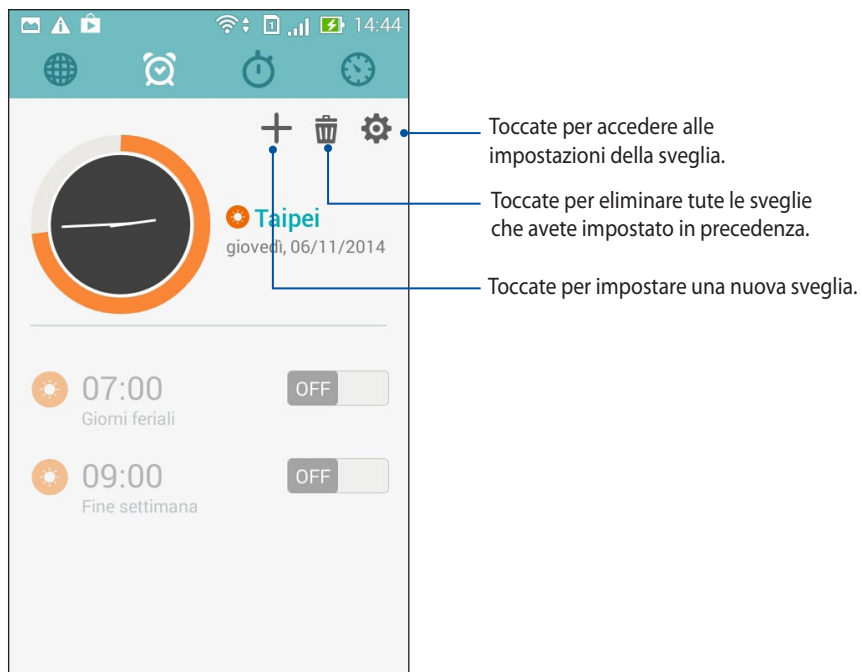 14:44
Toccate per accedere alle
impostazioni della sveglia.
Toccate per eliminare tute le sveglie
che avete impostato in precedenza.
Taipei
giovedì, 06/11/2014
Toccate per impostare una nuova sveglia.
07:00
OFF
Giorni feriali
09:00
OFF
Fine settimana